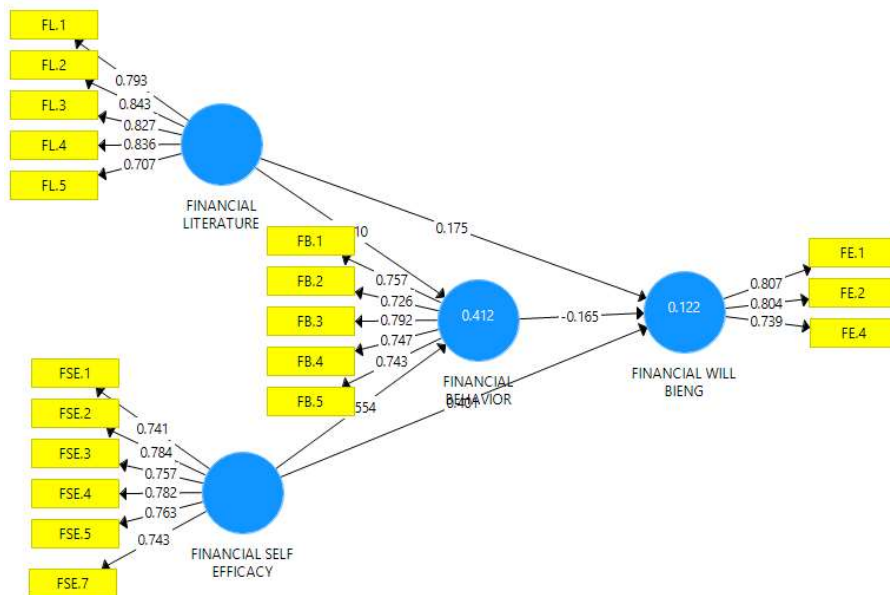 FL.1
FL.2
FL.3
FL.4
FL.5
0.793
0.843
0.827
0.836
0.707
FINANCIAL
LITERATURE
10
0.175
FB.1
FB.2
FB.3
FB.4
FB.5
0.757
0.726
0.792
0.747
0.743
0.412
FINANCIAL
BEHAVIOR
-0.165
0.122
FINANCIAL WILL
BIENG
0.807
0.804
0.739
FE.1
FE.2
FE.4
.554
0.401
FSE.1
FSE.2
FSE.3
FSE.4
FSE.5
FSE.7
0.741
0.784
0.757
0.782
0.763
0.743
FINANCIAL SELF
EFFICACY